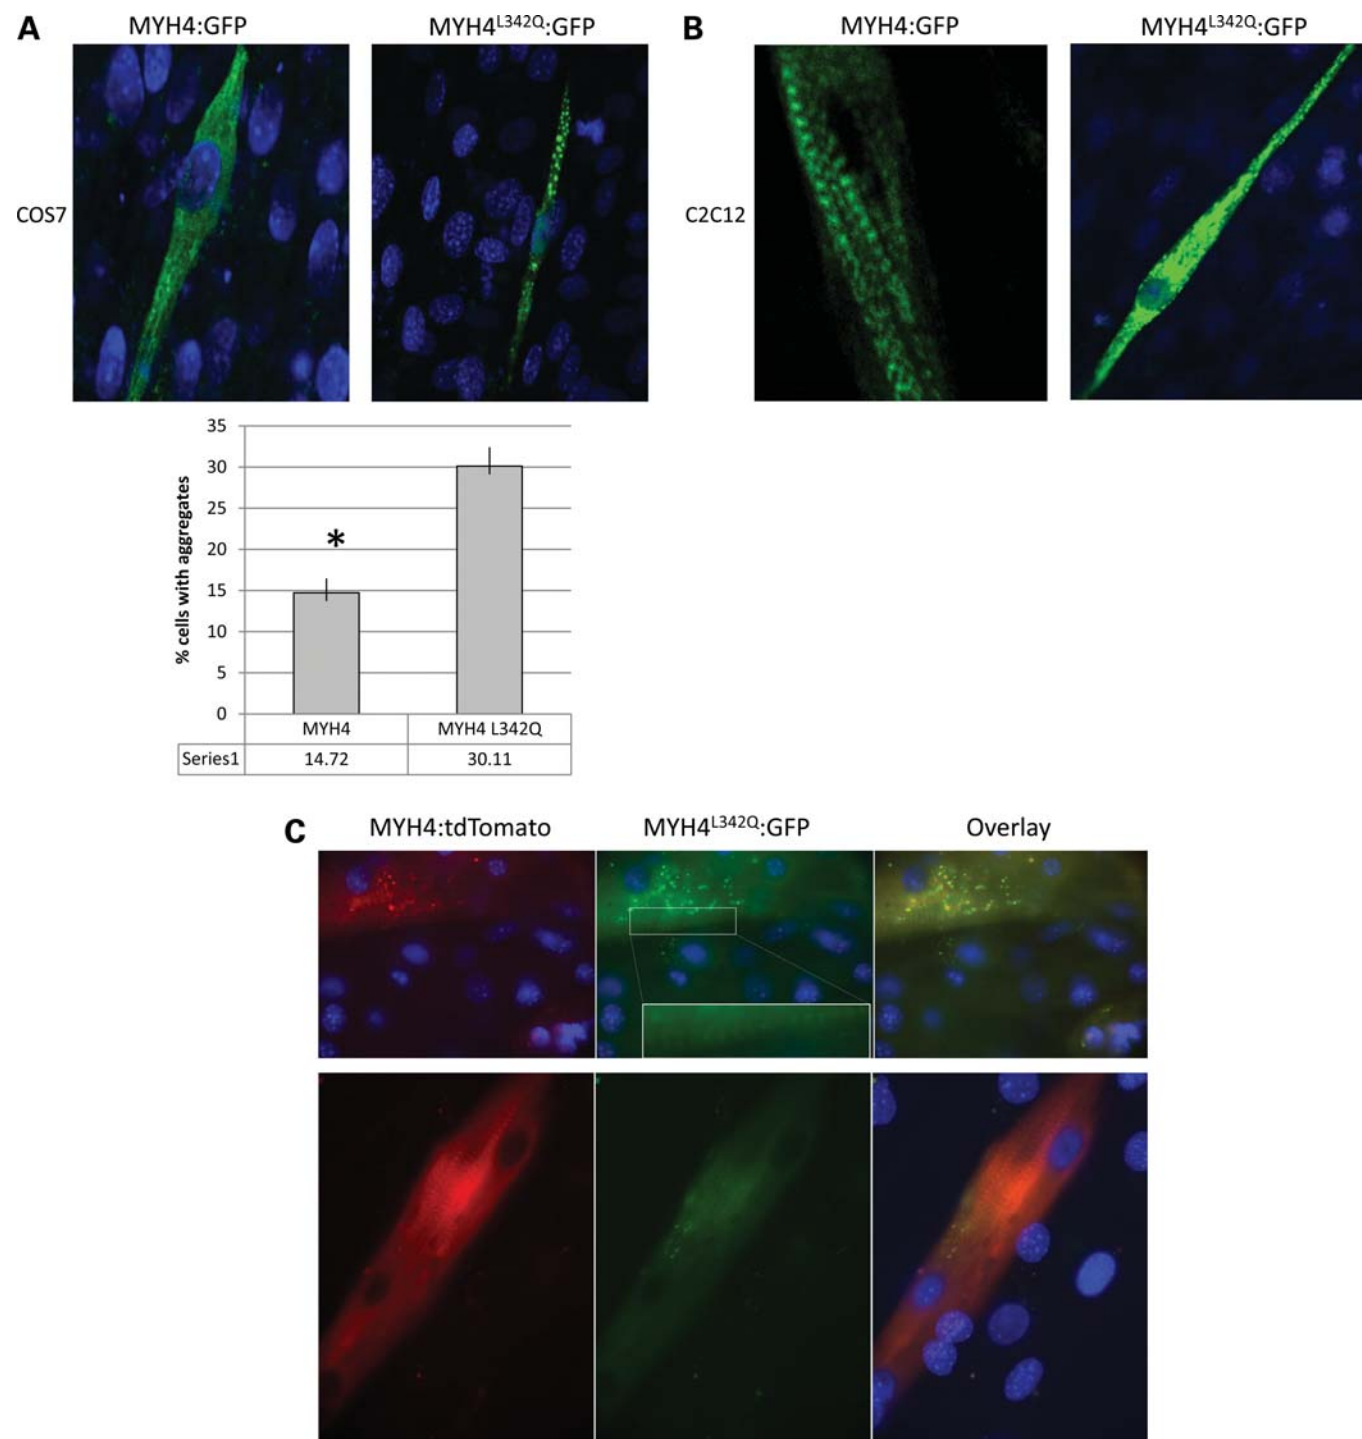 A
MYH4:GFP
MYH4L342Q:GFP
B
MYH4:GFP
MYH4L342Q:GFP
COS7
C2C12
% cells with aggregates
35
30
25
20
15
10
5
0
*
MYH4
MYH4 L342Q
Series1
14.72
30.11
C
MYH4:tdTomato
MYH4L342Q:GFP
Overlay